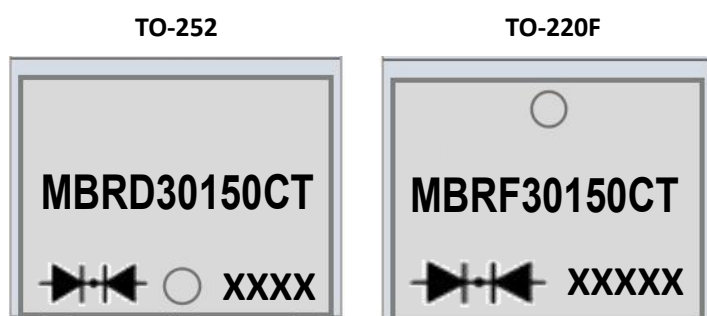 TO-252
TO-220F
MBRD30150CT
MBRF30150CT
XXXX
XXXXX